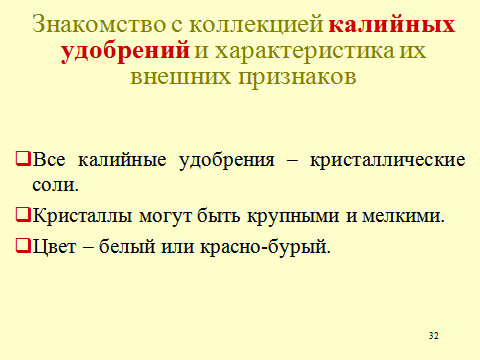 Знакомство с коллекцией калийных
удобрений и характеристика их
внешних признаков
Все калийные удобрения – кристаллические
соли.
Кристаллы могут быть крупными и мелкими.
Цвет – белый или красно-бурый.
32